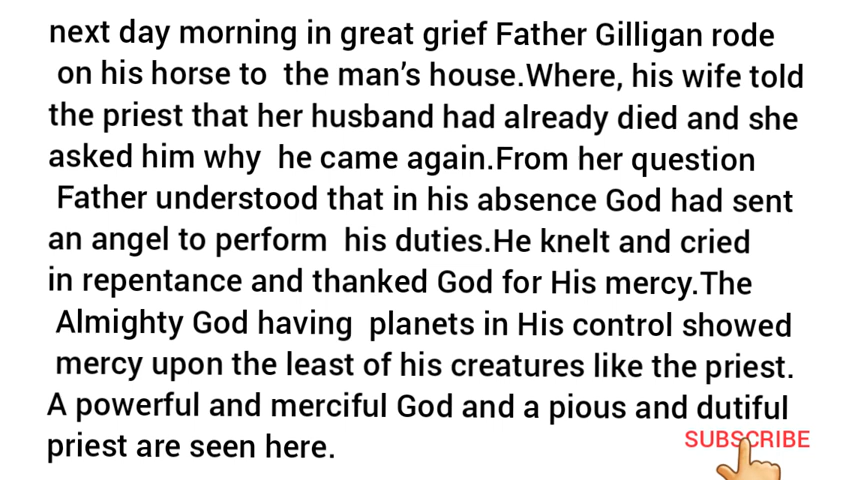 next day morning in great grief Father Gilligan rode
on his horse to the man’s house.Where, his wife told
the priest that her husband had already died and she
asked him why he came again.From her question
Father understood that in his absence God had sent
an angel to perform his duties.He knelt and cried
in repentance and thanked God for His mercy.The
Almighty God having planets in His control showed
mercy upon the least of his creatures like the priest.
A powerful and merciful God and a pious and dutiful
priest are seen here.
SUBSCRIBE